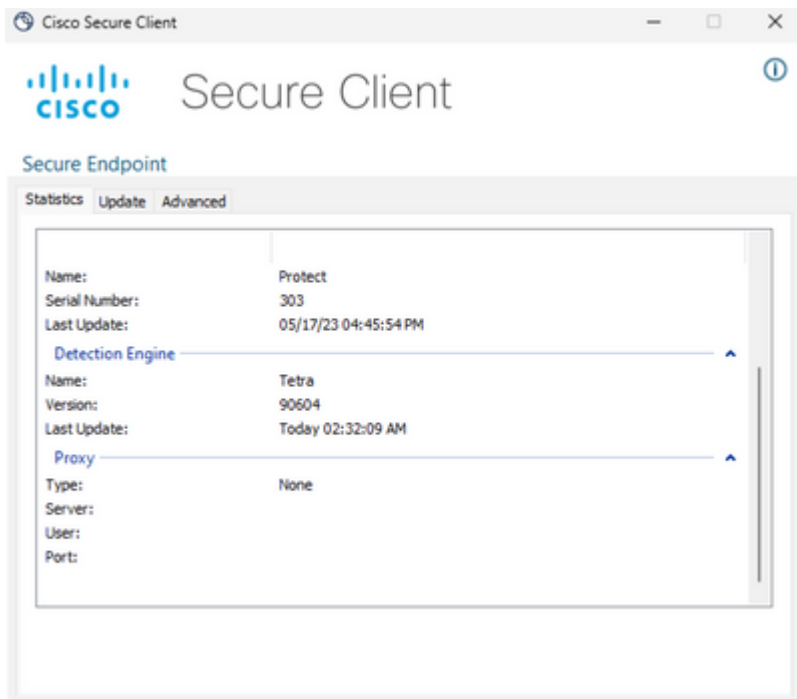 Cisco Secure Client
CISCO Secure Client
Secure Endpoint
Statistics Update Advanced
Name: Protect
Serial Number: 303
Last Update: 05/17/23 04:45:54 PM
Detection Engine
Name: Tetra
Version: 90604
Last Update: Today 02:32:09 AM
Proxy
Type: None
Server:
User:
Port: